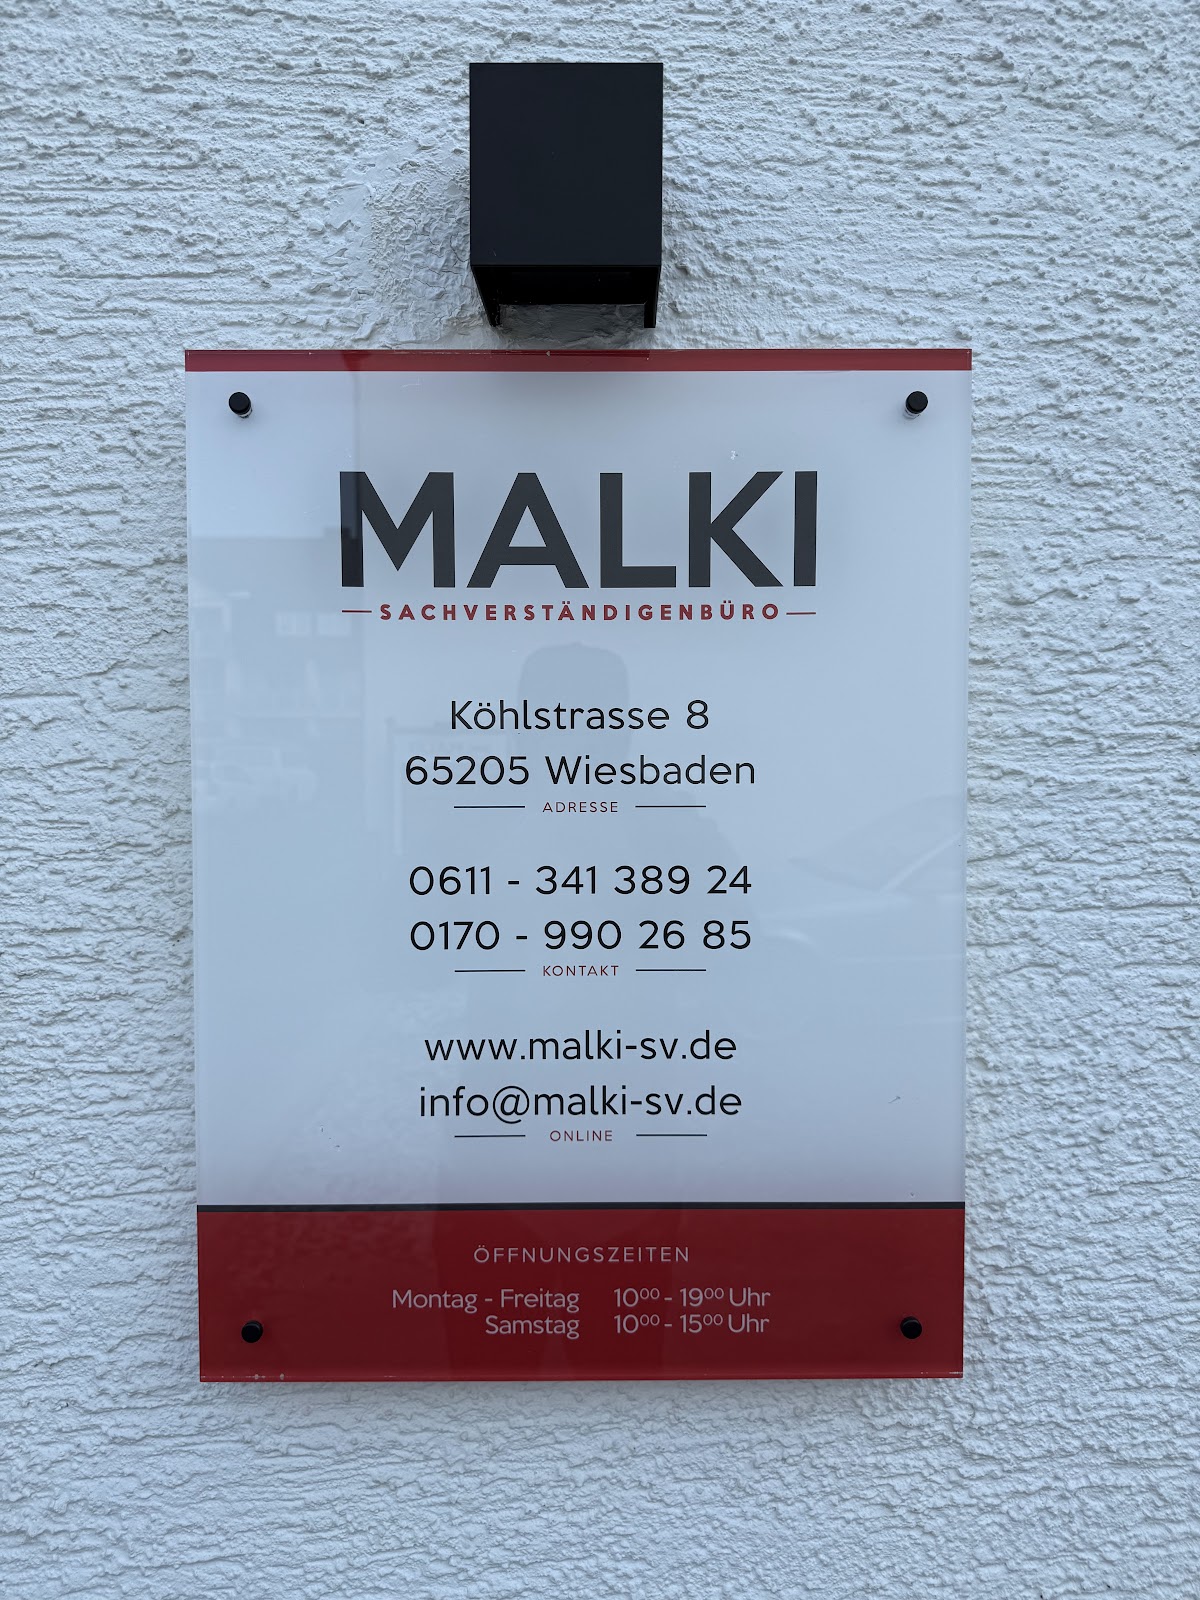 MALKI
SACHVERSTÄNDIGENBÜRO
Köhlstrasse 8
65205 Wiesbaden
ADRESSE
0611 - 341 389 24
0170 - 990 26 85
KONTAKT
www.malki-sv.de
info@malki-sv.de
ONLINE
ÖFFNUNGSZEITEN
Montag - Freitag 10⁰⁰ - 19⁰⁰ Uhr
Samstag 10⁰⁰ - 15⁰⁰ Uhr